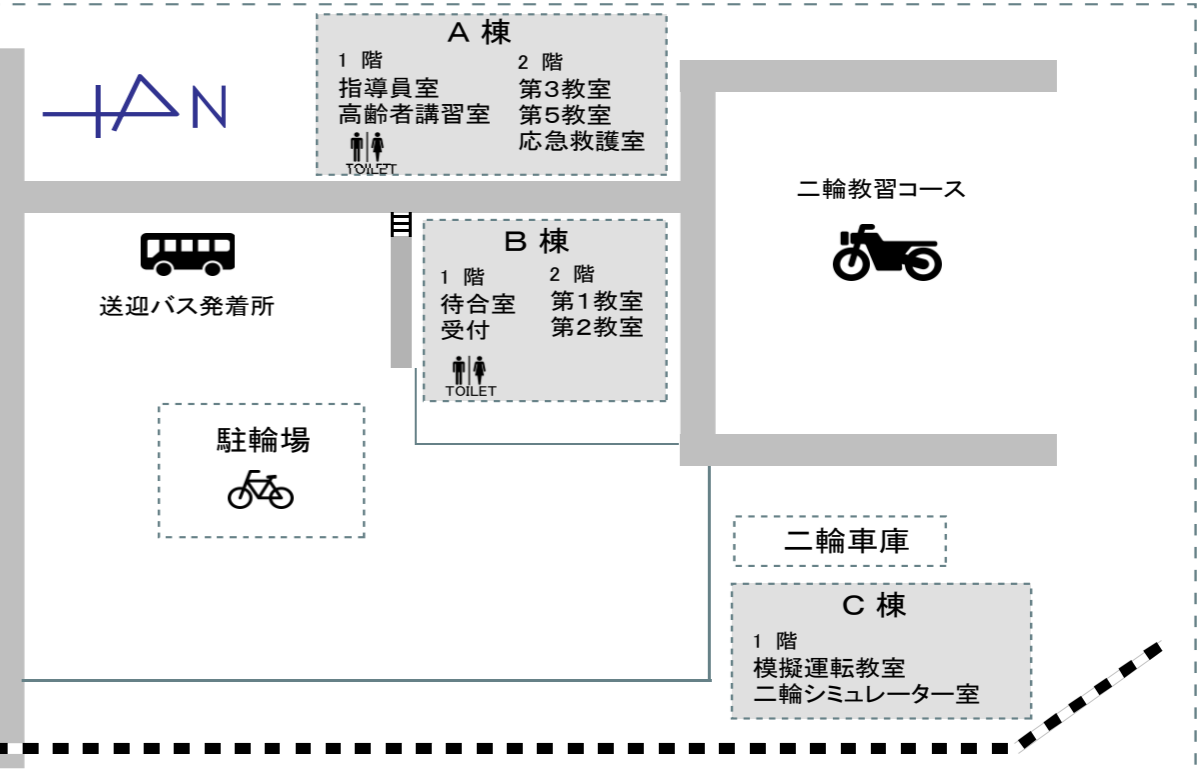 A 棟
1 階
指導員室
高齢者講習室
2 階
第3教室
第5教室
応急救護室
TOILET
N
二輪教習コース
B 棟
1 階
待合室
受付
2 階
第1教室
第2教室
TOILET
送迎バス発着所
駐輪場
二輪車庫
C 棟
1 階
模擬運転教室
二輪シミュレーター室